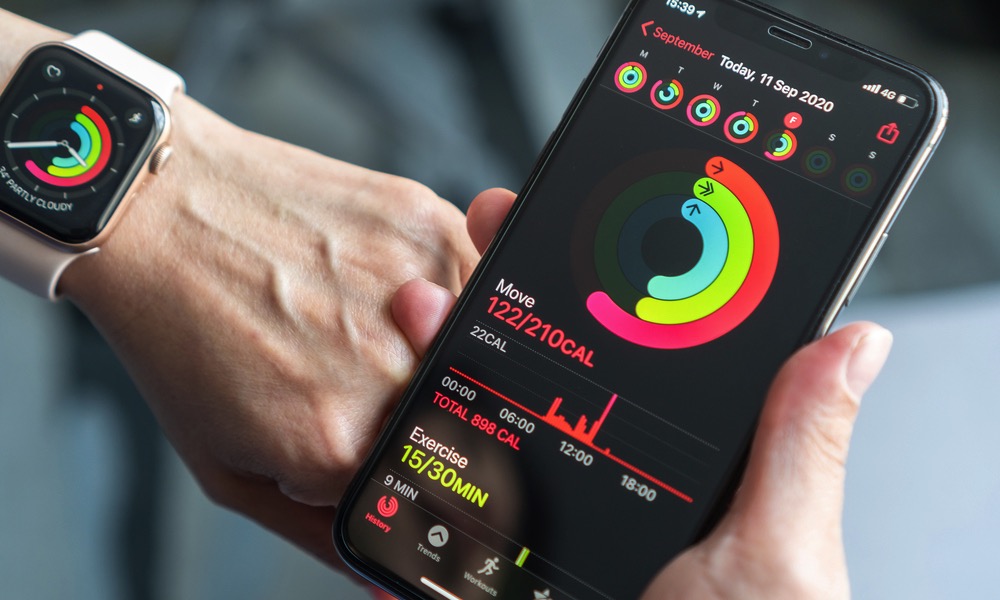 34° PARTLY CLOUDY
15:39
4G
September
Today, 11 Sep 2020
M T W T F S S
Move
122/210CAL
22CAL
00:00 06:00 12:00 18:00
TOTAL 898 CAL
Exercise
15/30MIN
9 MIN
History
Trends
Workouts